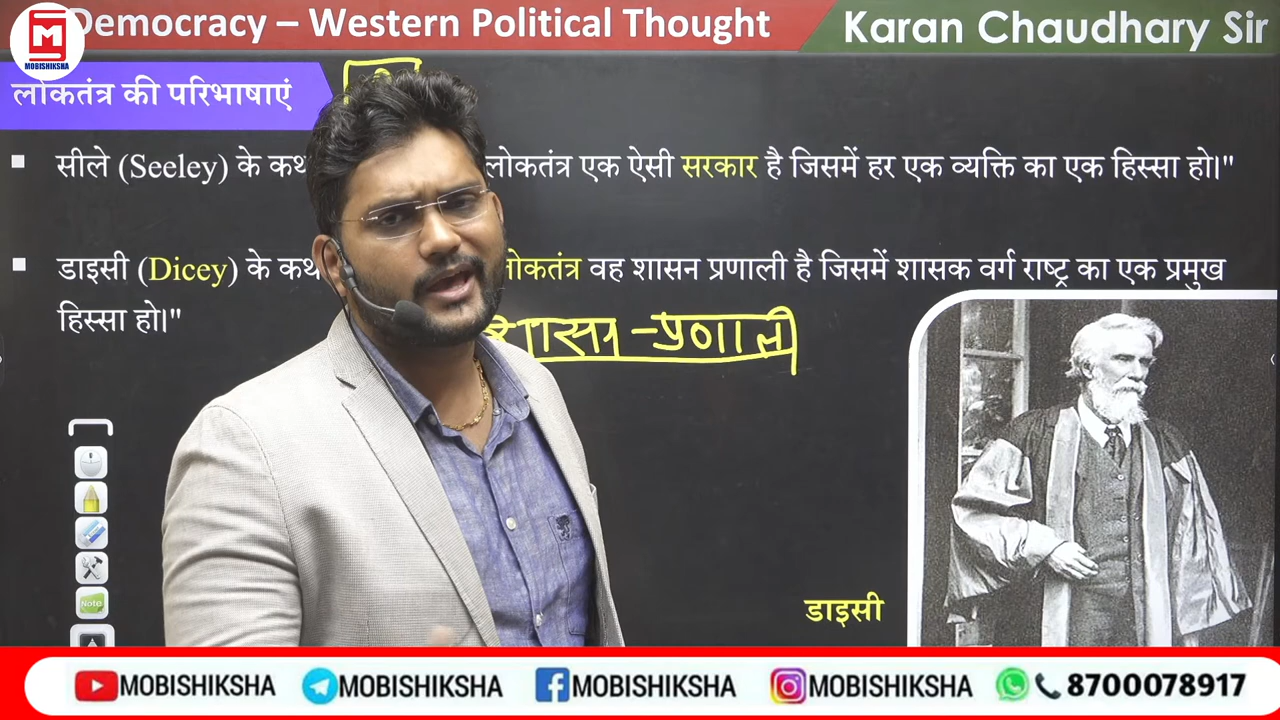 Democracy – Western Political Thought
Karan Chaudhary Sir
MOBISHIKSHA
लोकतंत्र की परिभाषाएं
सीले (Seeley) के लोकतंत्र एक ऐसी सरकार है जिसमें हर एक व्यक्ति का एक हिस्सा हो।"
डाइसी (Dicey) के लोकतंत्र वह शासन प्रणाली है जिसमें शासक वर्ग राष्ट्र का एक प्रमुख
हिस्सा हो।"
शासन-प्रणाली
Note
डाइसी
MOBISHIKSHA MOBISHIKSHA MOBISHIKSHA MOBISHIKSHA 8700078917